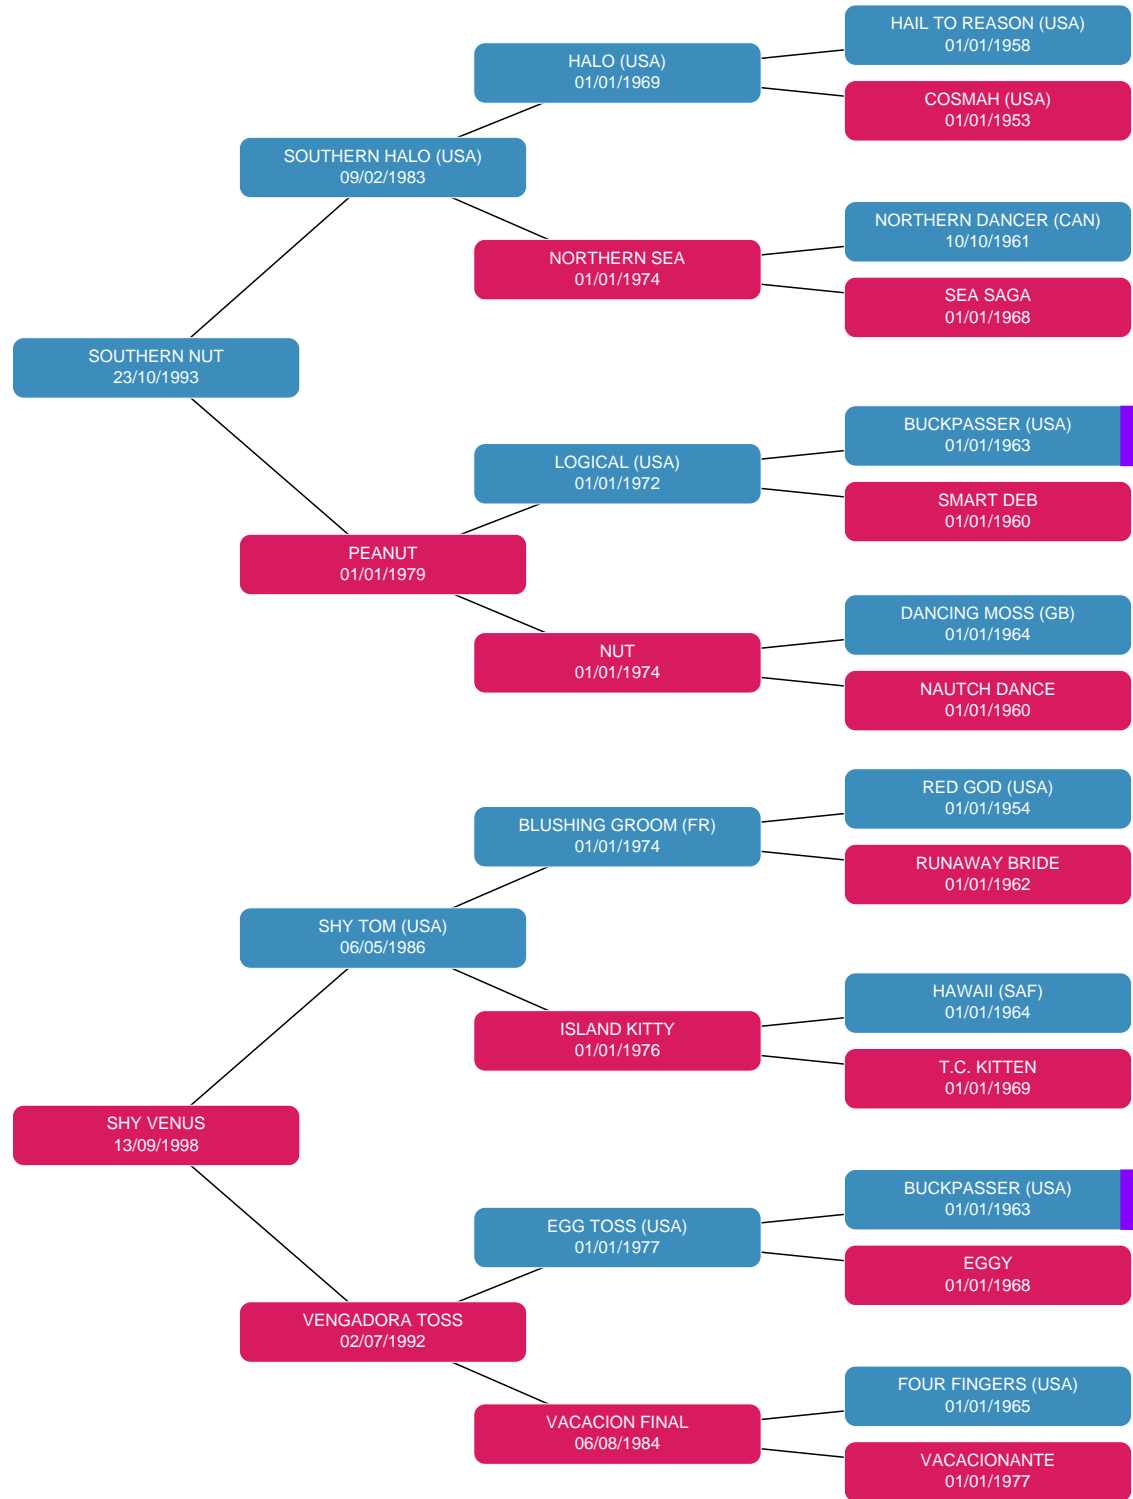 HAIL TO REASON (USA)
01/01/1958
HALO (USA)
01/01/1969
COSMAH (USA)
01/01/1953
SOUTHERN HALO (USA)
09/02/1983
NORTHERN DANCER (CAN)
10/10/1961
NORTHERN SEA
01/01/1974
SEA SAGA
01/01/1968
SOUTHERN NUT
23/10/1993
BUCKPASSER (USA)
01/01/1963
LOGICAL (USA)
01/01/1972
SMART DEB
01/01/1960
PEANUT
01/01/1979
DANCING MOSS (GB)
01/01/1964
NUT
01/01/1974
NAUTCH DANCE
01/01/1960
RED GOD (USA)
01/01/1954
BLUSHING GROOM (FR)
01/01/1974
RUNAWAY BRIDE
01/01/1962
SHY TOM (USA)
06/05/1986
HAWAII (SAF)
01/01/1964
ISLAND KITTY
01/01/1976
T.C. KITTEN
01/01/1969
SHY VENUS
13/09/1998
BUCKPASSER (USA)
01/01/1963
EGG TOSS (USA)
01/01/1977
EGGY
01/01/1968
VENGADORA TOSS
02/07/1992
FOUR FINGERS (USA)
01/01/1965
VACACION FINAL
06/08/1984
VACACIONANTE
01/01/1977